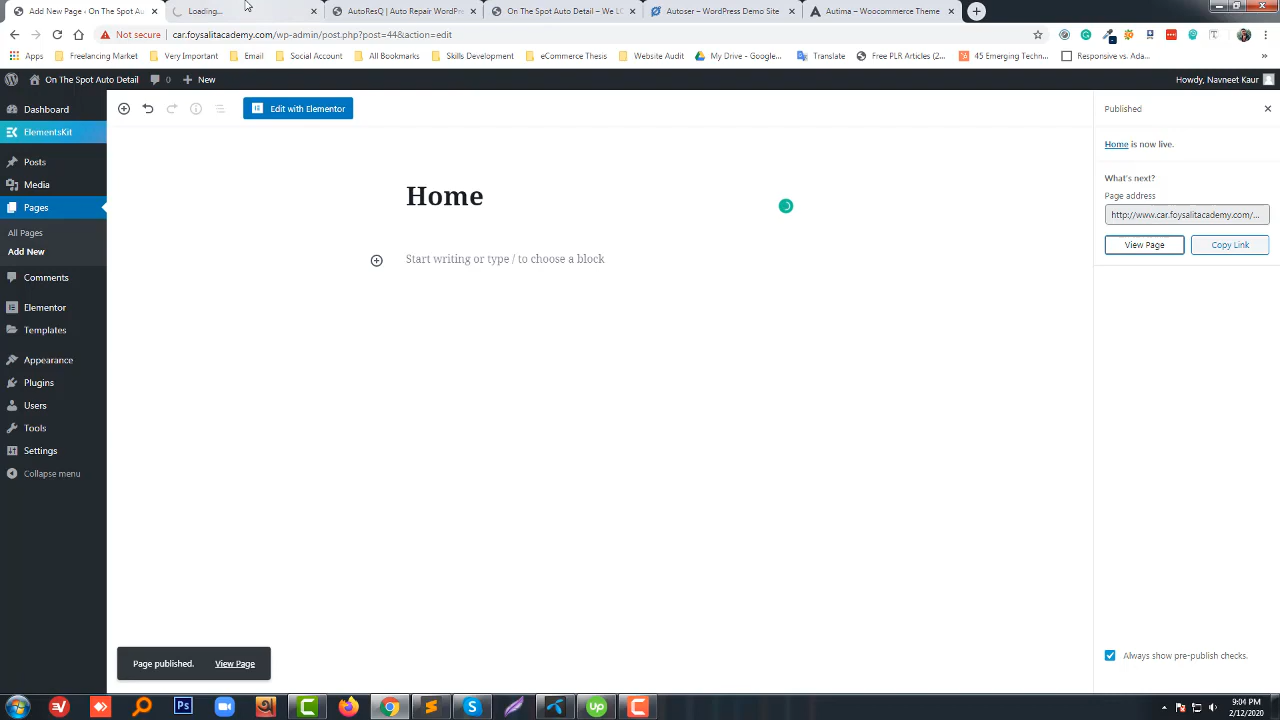 Add New Page - On The Spot Au
Loading...
AutoResQ | Auto Repair WordPre
On The Spot Auto Detail – We L
Autoser – WordPress Demo Site
Autima – Woocommerce Theme
Not secure | car.foysalitacademy.com/wp-admin/post.php?post=44&action=edit
Apps
Freelancing Market
Very Important
Email
Social Account
All Bookmarks
Skills Development
eCommerce Thesis
Website Audit
My Drive - Google...
Translate
Free PLR Articles (2...
45 Emerging Techn...
Responsive vs. Ada...
On The Spot Auto Detail
0
New
Howdy, Navneet Kaur
Dashboard
ElementsKit
Posts
Media
Pages
All Pages
Add New
Comments
Elementor
Templates
Appearance
Plugins
Users
Tools
Settings
Collapse menu
Edit with Elementor
Home
Start writing or type / to choose a block
Published
Home is now live.
What's next?
Page address
http://www.car.foysalitacademy.com/...
View Page
Copy Link
Always show pre-publish checks.
Page published. View Page
Ps
Up
9:04 PM
2/12/2020